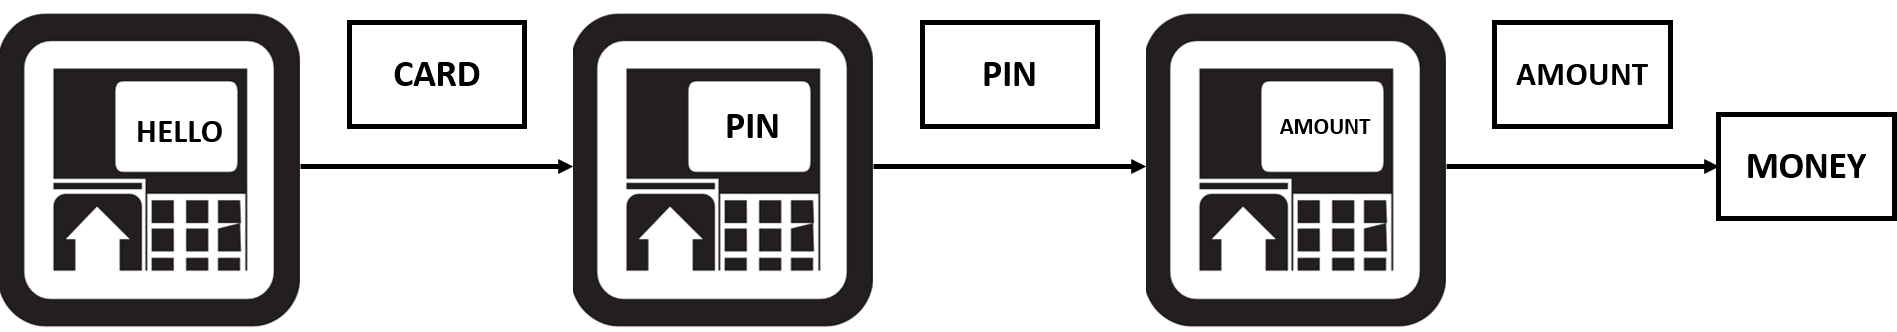 HELLO
CARD
PIN
PIN
AMOUNT
AMOUNT
MONEY